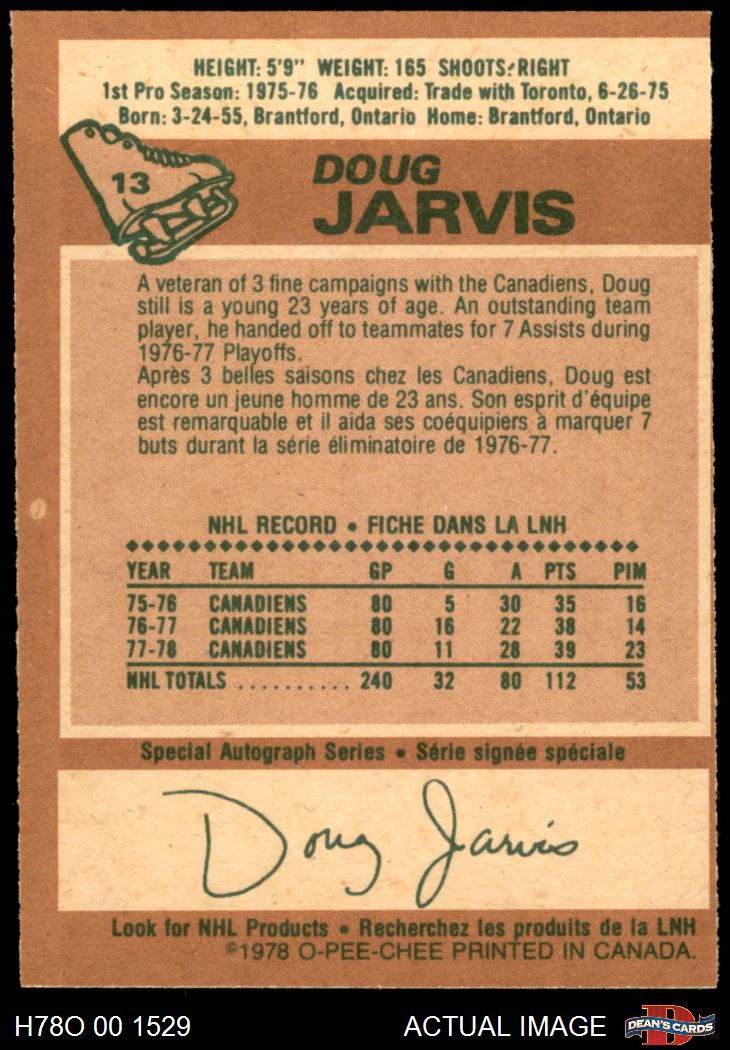 HEIGHT: 5'9" WEIGHT: 165 SHOOTS: RIGHT
1st Pro Season: 1975-76 Acquired: Trade with Toronto, 6-26-75
Born: 3-24-55, Brantford, Ontario Home: Brantford, Ontario
13
DOUG
JARVIS
A veteran of 3 fine campaigns with the Canadiens, Doug
still is a young 23 years of age. An outstanding team
player, he handed off to teammates for 7 Assists during
1976-77 Playoffs.
Après 3 belles saisons chez les Canadiens, Doug est
encore un jeune homme de 23 ans. Son esprit d'équipe
est remarquable et il aida ses coéquipiers à marquer 7
buts durant la série éliminatoire de 1976-77.
NHL RECORD • FICHE DANS LA LNH
YEAR TEAM GP G A PTS PIM
75-76 CANADIENS 80 5 30 35 16
76-77 CANADIENS 80 16 22 38 14
77-78 CANADIENS 80 11 28 39 23
NHL TOTALS .......... 240 32 80 112 53
Special Autograph Series • Série signée spéciale
Doug Jarvis
Look for NHL Products • Recherchez les produits de la LNH
©1978 O-PEE-CHEE PRINTED IN CANADA.
H78O 00 1529 ACTUAL IMAGE D DEAN'S CARDS